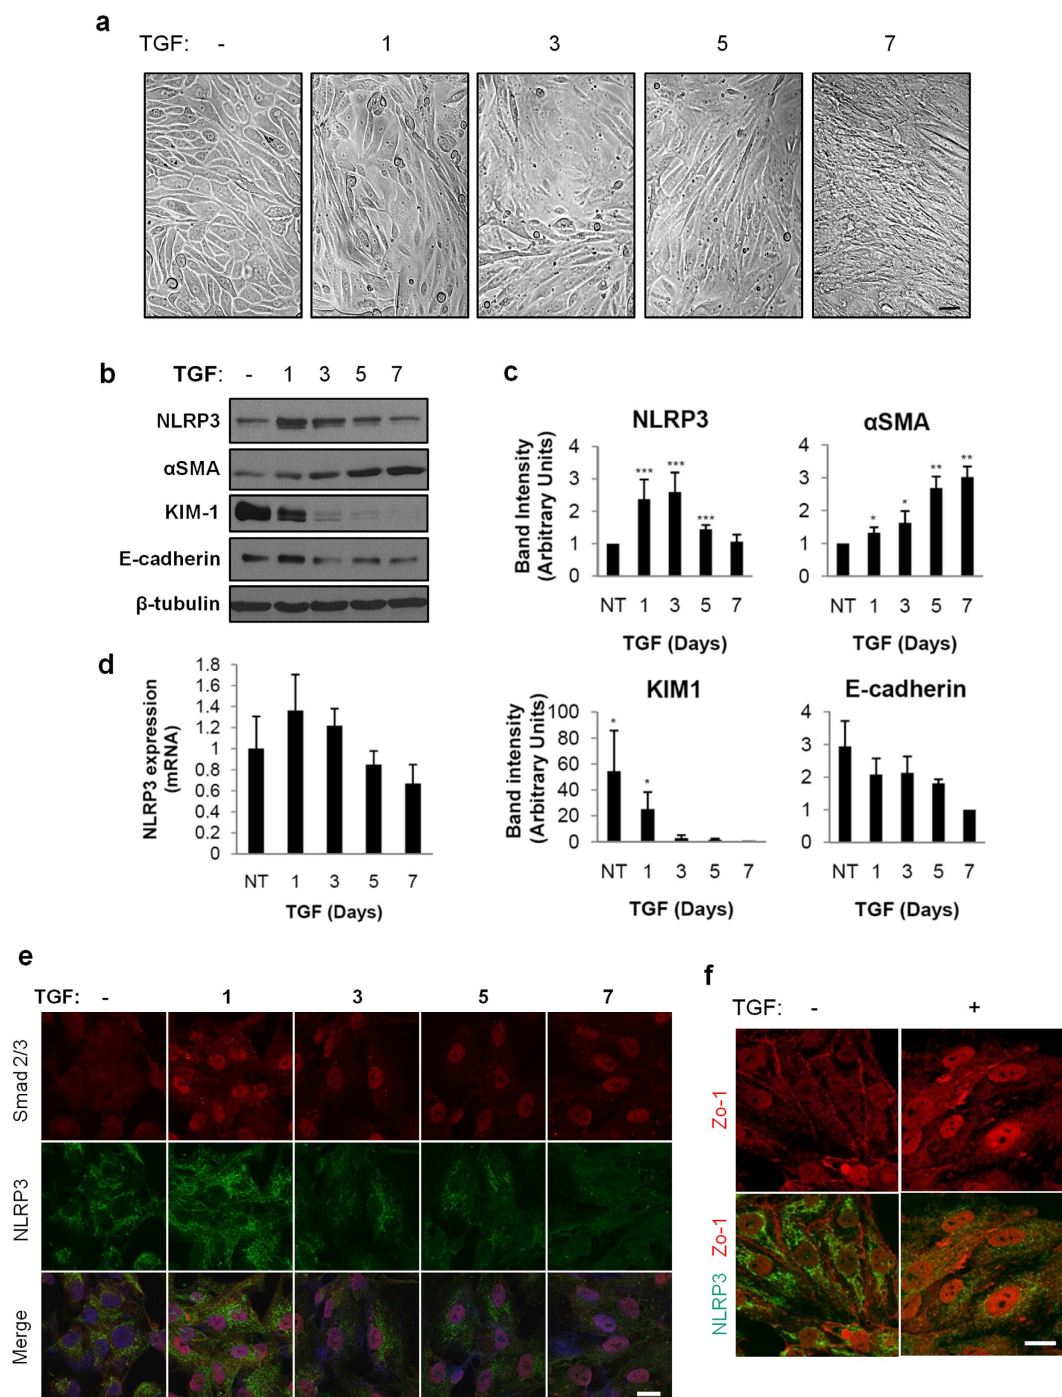 a
TGF: - 1 3 5 7
b
TGF: - 1 3 5 7
NLRP3
αSMA
KIM-1
E-cadherin
β-tubulin
c
NLRP3
Band Intensity
(Arbitrary Units)
4
3
2
1
0
*** *** ***
NT 1 3 5 7
TGF (Days)
αSMA
4
3
2
1
0
* * ** **
NT 1 3 5 7
TGF (Days)
KIM1
Band intensity
(Arbitrary Units)
100
80
60
40
20
0
* *
NT 1 3 5 7
TGF (Days)
E-cadherin
4
3
2
1
0
NT 1 3 5 7
TGF (Days)
d
NLRP3 expression
(mRNA)
1.8
1.6
1.4
1.2
1
0.8
0.6
0.4
0.2
0
NT 1 3 5 7
TGF (Days)
e
TGF: - 1 3 5 7
Smad 2/3
NLRP3
Merge
f
TGF: - +
Zo-1
Zo-1
NLRP3